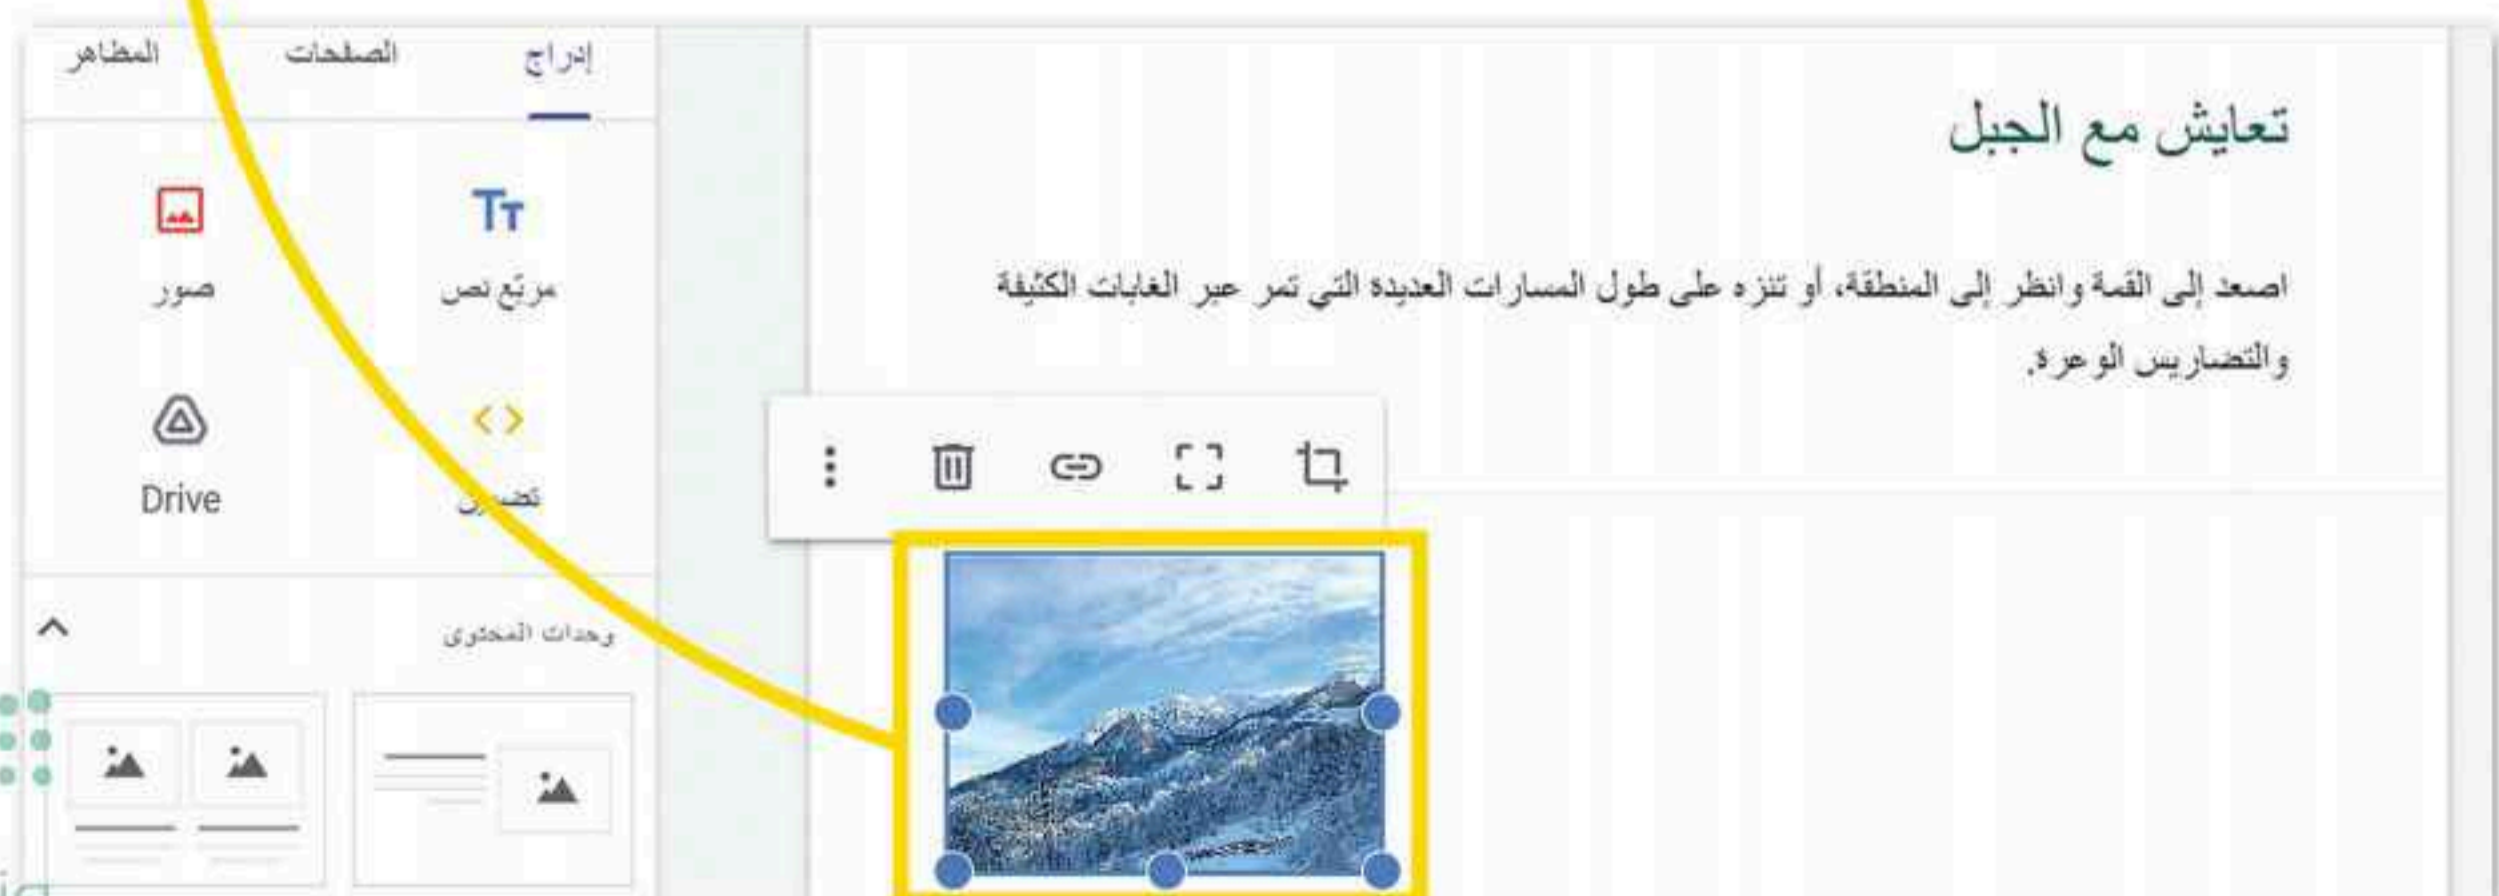 تعايش مع الجبل
اصعد إلى القمة وانظر إلى المنطقة، أو تنزه على طول المسارات العديدة التي تمر عبر الغابات الكثيفة
والتضاريس الوعرة.
إدراج الصفحات المظاهر
مربّع نص صور
Drive
وحدات المحتوى